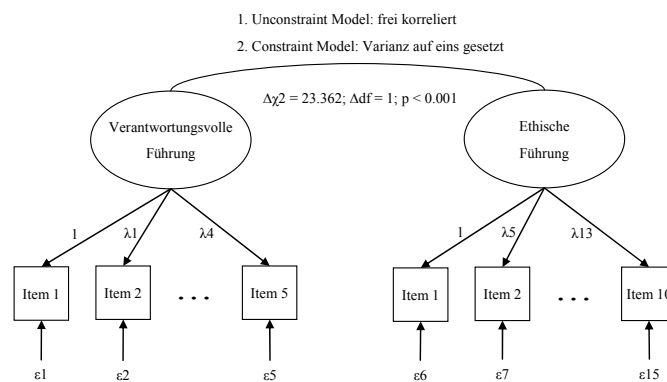 1. Unconstraint Model: frei korreliert
2. Constraint Model: Varianz auf eins gesetzt
Δχ2 = 23.362; Δdf = 1; p < 0.001
Verantwortungsvolle
Führung
Ethische
Führung
1 λ1 λ4 1 λ5 λ13
Item 1 Item 2 . . . Item 5 Item 1 Item 2 . . . Item 10
ε1 ε2 ε5 ε6 ε7 ε15